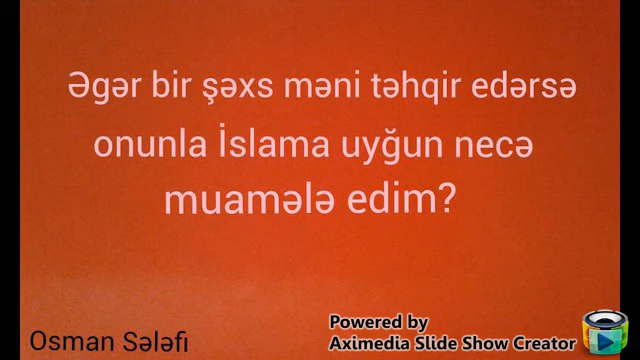 Əgər bir şəxs məni təhqir edərsə
onunla İslama uyğun necə
muamələ edim?
Osman Sələfi
Powered by
Aximedia Slide Show Creator